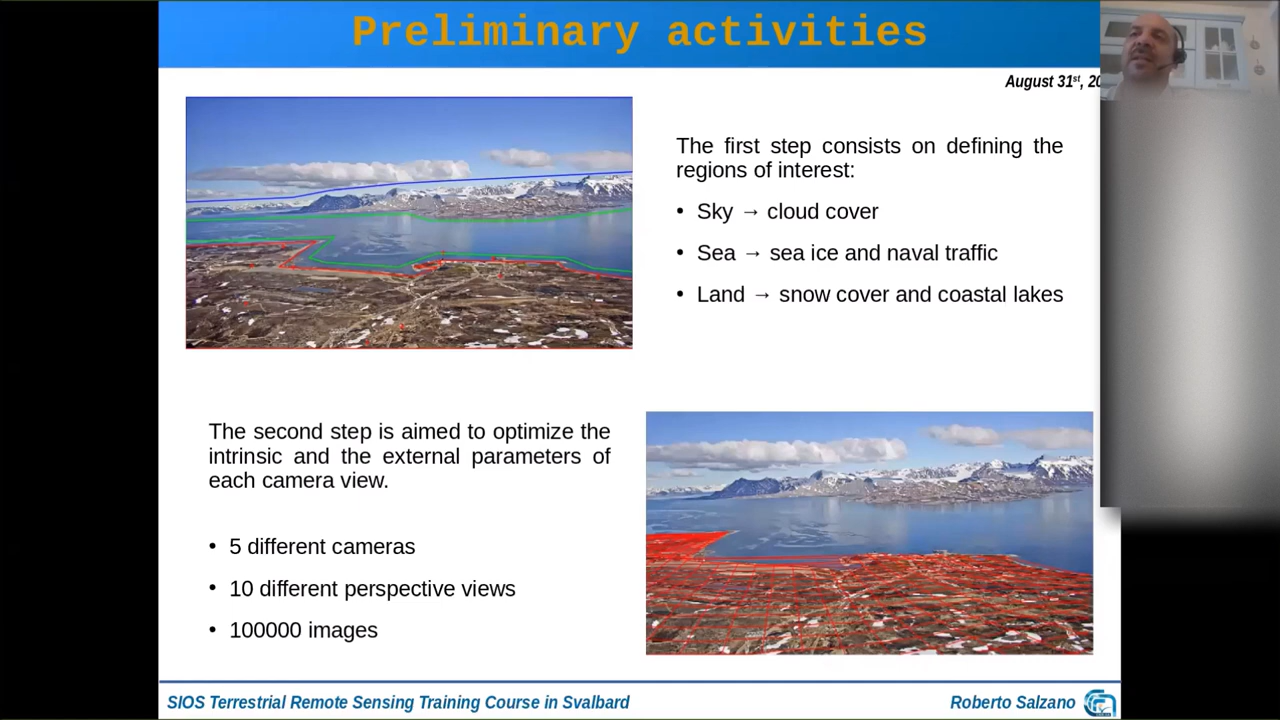 Preliminary activities
August 31st,
The first step consists on defining the
regions of interest:
• Sky → cloud cover
• Sea → sea ice and naval traffic
• Land → snow cover and coastal lakes
The second step is aimed to optimize the
intrinsic and the external parameters of
each camera view.
• 5 different cameras
• 10 different perspective views
• 100000 images
SIOS Terrestrial Remote Sensing Training Course in Svalbard
Roberto Salzano